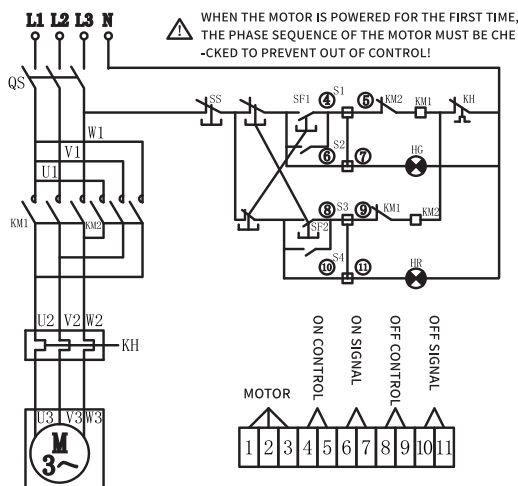 L1 L2 L3 N
WHEN THE MOTOR IS POWERED FOR THE FIRST TIME,
THE PHASE SEQUENCE OF THE MOTOR MUST BE CHE
-CKED TO PREVENT OUT OF CONTROL!
QS
SS
SF1
④
S1
⑤
KM2
KM1
KH
W1
V1
U1
⑥
S2
⑦
HG
KM1
KM2
⑧
S3
⑨
KM1
KM2
SF2
S4
⑩
⑪
HR
U2 V2 W2
KH
U3 V3 W3
M
3~
MOTOR
ON CONTROL
ON SIGNAL
OFF CONTROL
OFF SIGNAL
1 2 3 4 5 6 7 8 9 10 11